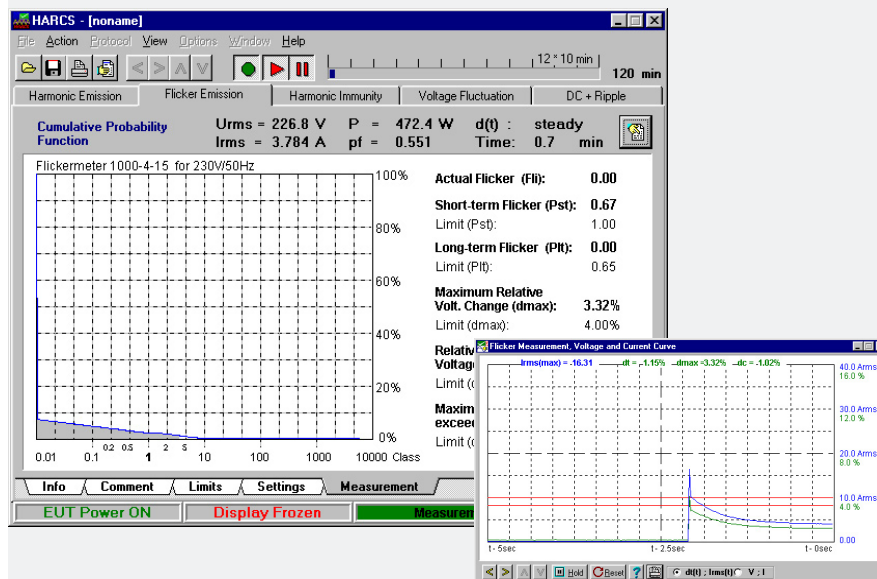 HARCS - [noname]
File Action Protocol View Options Window Help
12 * 10 min
120 min
Harmonic Emission Flicker Emission Harmonic Immunity Voltage Fluctuation DC + Ripple
Cumulative Probability Function
Urms = 226.8 V P = 472.4 W d(t) : steady
Irms = 3.784 A pf = 0.551 Time: 0.7 min
Flickermeter 1000-4-15 for 230V/50Hz
100%
80%
60%
40%
20%
0%
0.01 0.1 0.2 0.5 1 2 5 10 100 1000 10000 Class
Actual Flicker (Fli): 0.00
Short-term Flicker (Pst): 0.67
Limit (Pst): 1.00
Long-term Flicker (Plt): 0.00
Limit (Plt): 0.65
Maximum Relative
Volt. Change (dmax): 3.32%
Limit (dmax): 4.00%
Relativ
Voltag
Limit (
Maxim
excee
Limit (
Info Comment Limits Settings Measurement
EUT Power ON Display Frozen Measurem
Flicker Measurement, Voltage and Current Curve
Irms(max) = 16.31 dt = -1.15% dmax =3.32% dc = -1.02%
40.0 Arms
16.0 %
30.0 Arms
12.0 %
20.0 Arms
8.0 %
10.0 Arms
4.0 %
0.00
t - 5sec t - 2.5sec t - 0sec
Hold Reset ? d(t) ; Irms(t) V ; I